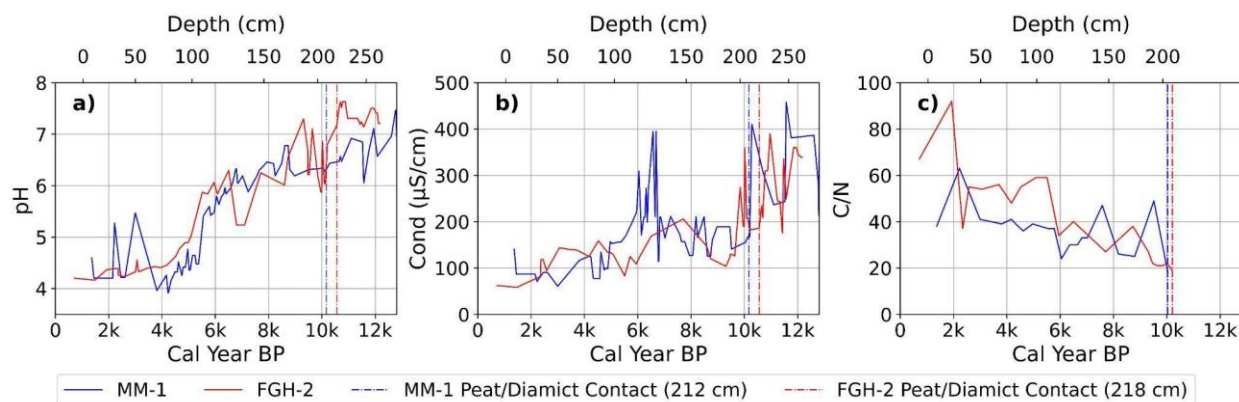 Depth (cm) Depth (cm) Depth (cm)
0 50 100 150 200 250 0 50 100 150 200 250 0 50 100 150 200
8 500 100
a) b) c)
7 400 80
300 60
6
200 40
5
100 20
4
0 0
pH Cond (µS/cm) C/N
0 2k 4k 6k 8k 10k 12k 0 2k 4k 6k 8k 10k 12k 0 2k 4k 6k 8k 10k 12k
Cal Year BP Cal Year BP Cal Year BP
MM-1 FGH-2 MM-1 Peat/Diamict Contact (212 cm) FGH-2 Peat/Diamict Contact (218 cm)